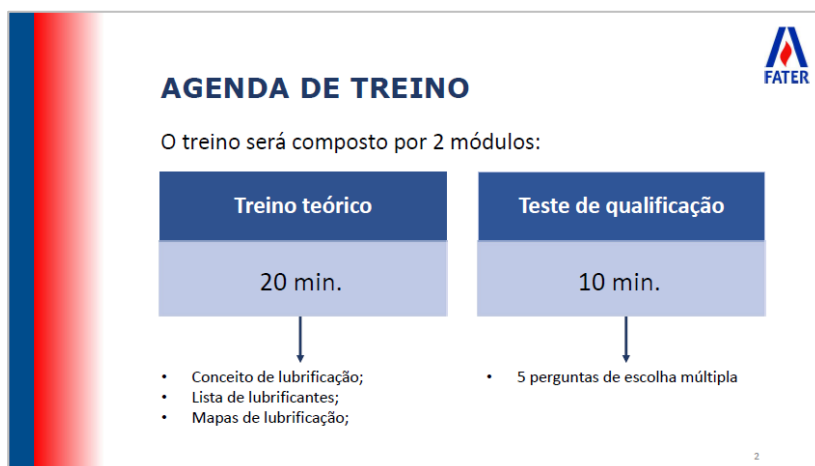 FATER
AGENDA DE TREINO
O treino será composto por 2 módulos:
Treino teórico
20 min.
• Conceito de lubrificação;
• Lista de lubrificantes;
• Mapas de lubrificação;
Teste de qualificação
10 min.
• 5 perguntas de escolha múltipla
2